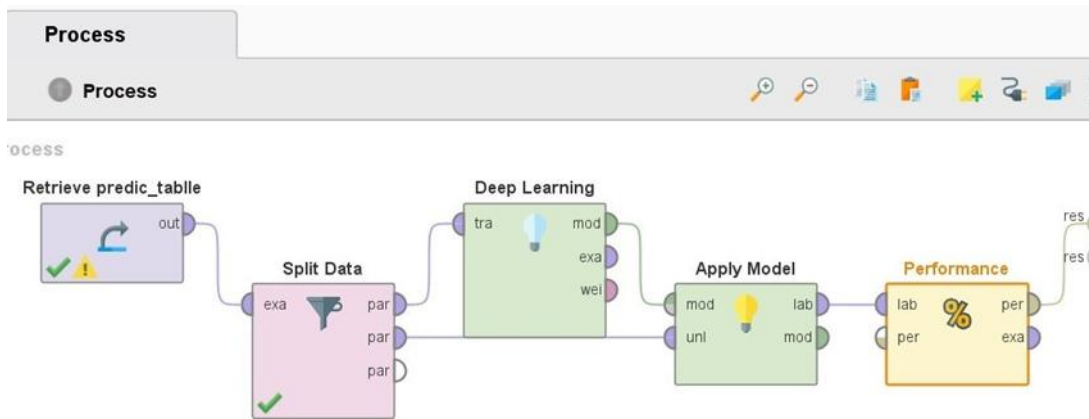 Process
Process
rocess
Retrieve predic_tablle
out
Split Data
exa
par
par
par
Deep Learning
tra
mod
exa
wei
Apply Model
mod
lab
unl
mod
Performance
%
lab
per
per
exa
res
res